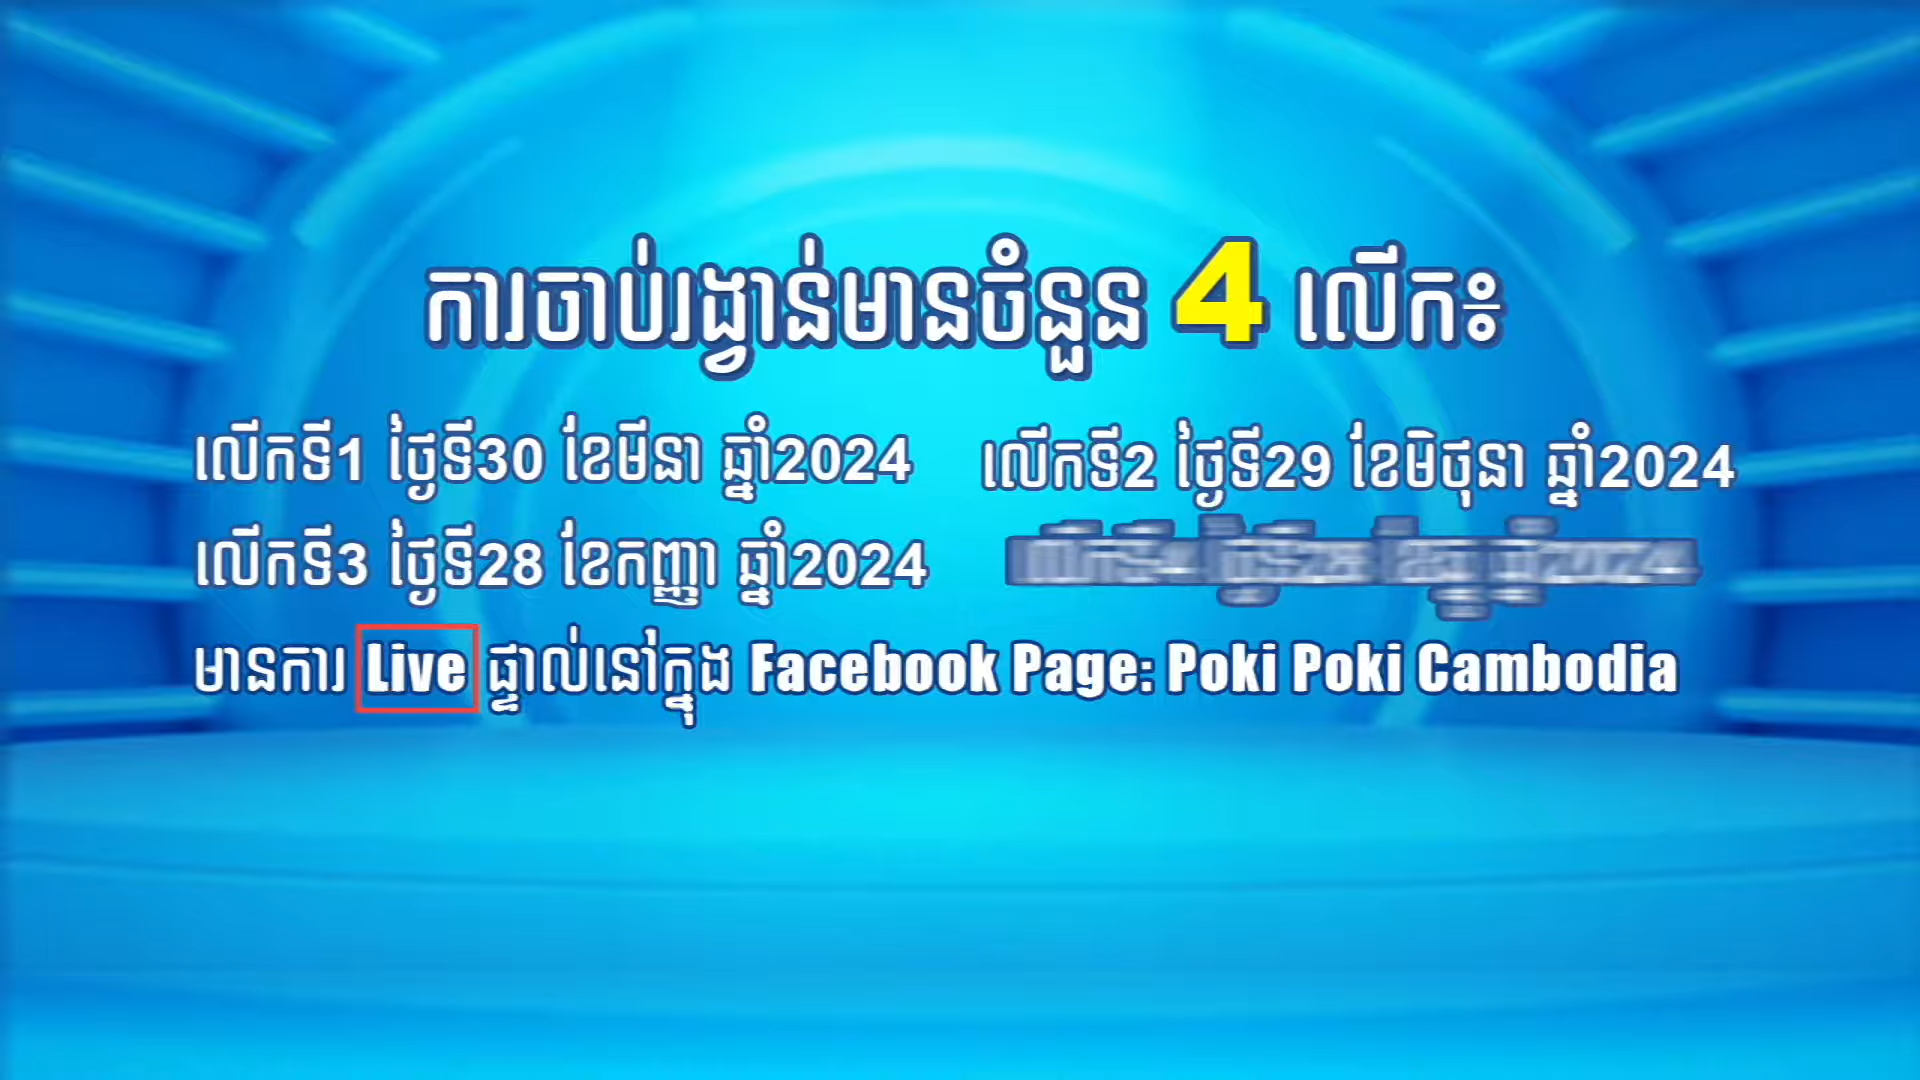 ការចាប់រង្វាន់មានចំនួន 4 លើក៖
លើកទី1 ថ្ងៃទី30 ខែមីនា ឆ្នាំ2024
លើកទី2 ថ្ងៃទី29 ខែមិថុនា ឆ្នាំ2024
លើកទី3 ថ្ងៃទី28 ខែកញ្ញា ឆ្នាំ2024
មានការ Live ផ្ទាល់នៅក្នុង Facebook Page: Poki Poki Cambodia